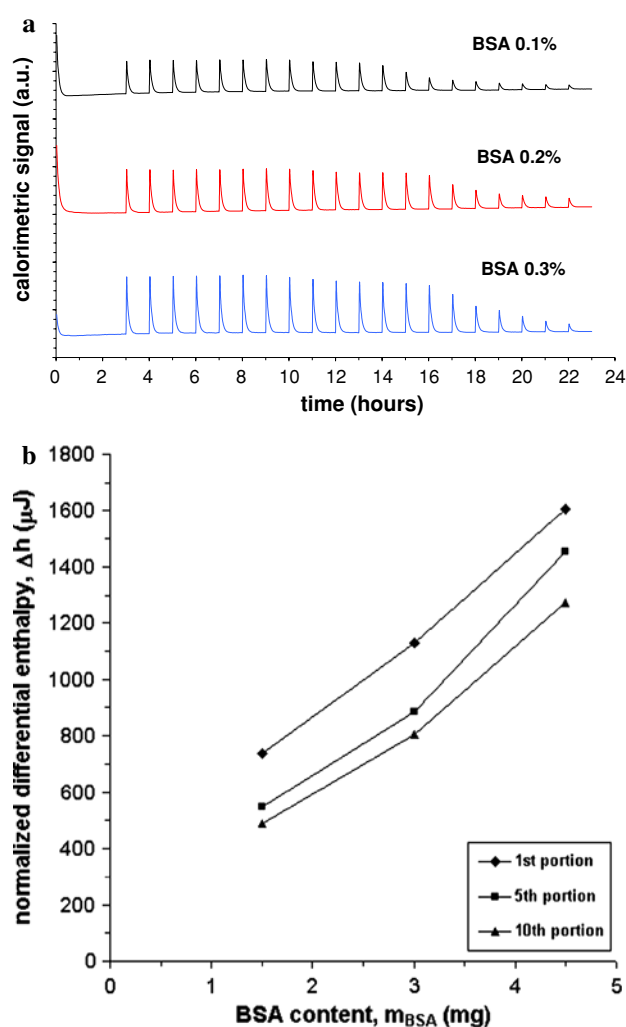 a
calorimetric signal (a.u.)
BSA 0.1%
BSA 0.2%
BSA 0.3%
0 2 4 6 8 10 12 14 16 18 20 22 24
time (hours)
b
normalized differential enthalpy, Δh (µJ)
1800
1600
1400
1200
1000
800
600
400
200
0
1st portion
5th portion
10th portion
0 1 2 3 4 5
BSA content, mBSA (mg)